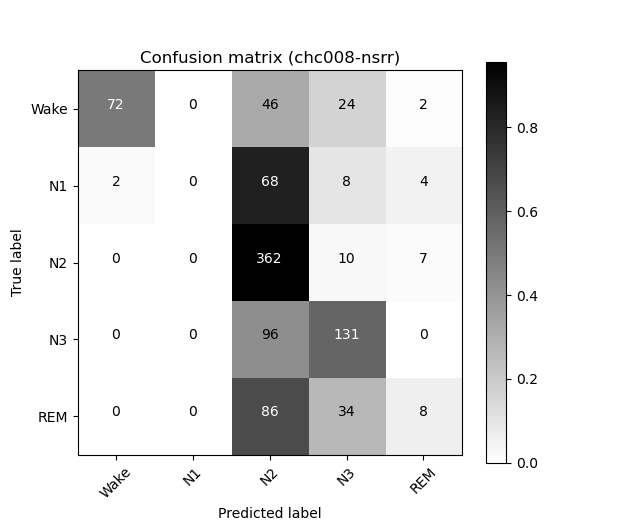 Confusion matrix (chc008-nsrr)
True label
Wake 72 0 46 24 2
N1 2 0 68 8 4
N2 0 0 362 10 7
N3 0 0 96 131 0
REM 0 0 86 34 8
Wake N1 N2 N3 REM
Predicted label
0.8
0.6
0.4
0.2
0.0